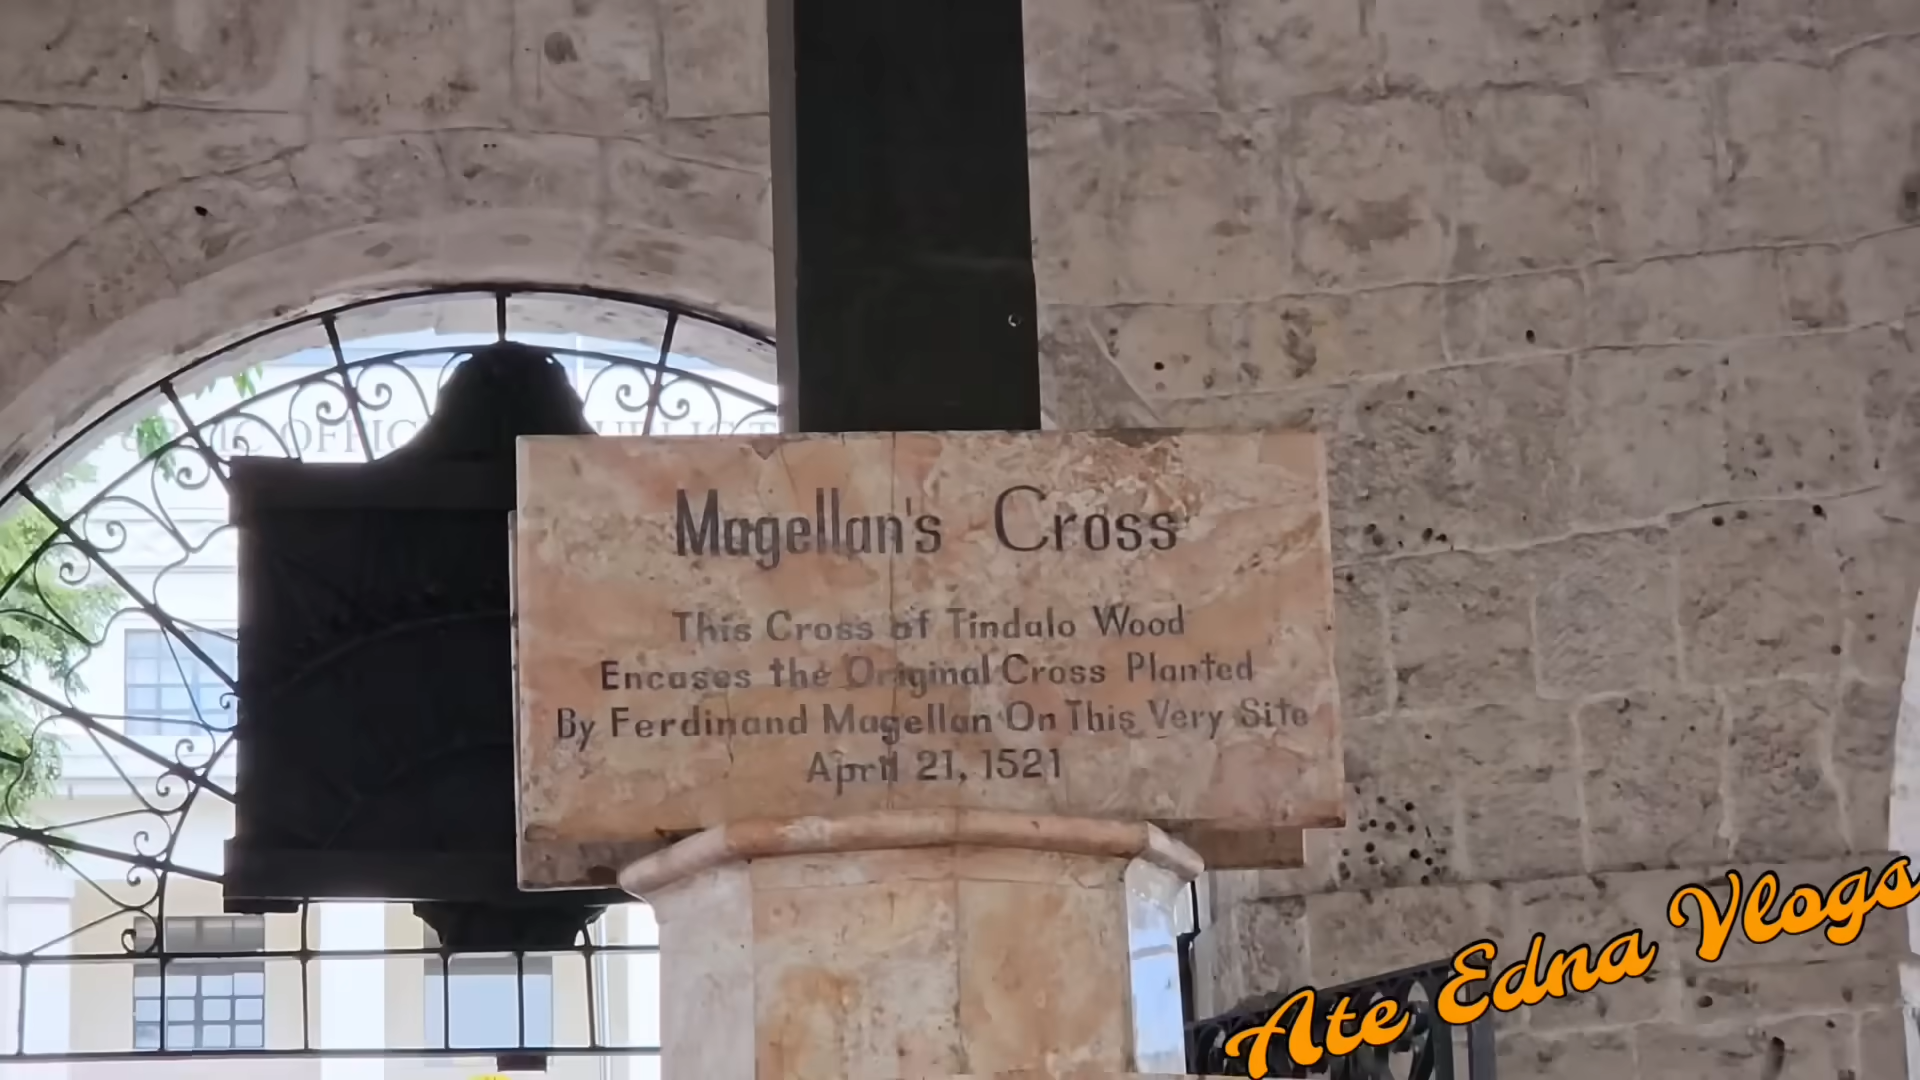 Magellan's Cross
This Cross of Tindalo Wood
Encases the Original Cross Planted
By Ferdinand Magellan On This Very Site
April 21, 1521
Ate Edna Vlogs